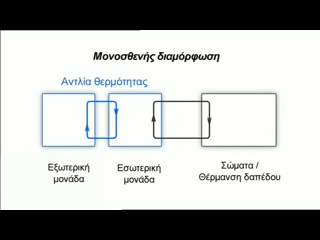 Μονοσθενής διαμόρφωση
Αντλία θερμότητας
Εξωτερική
μονάδα
Εσωτερική
μονάδα
Σώματα /
Θέρμανση δαπέδου